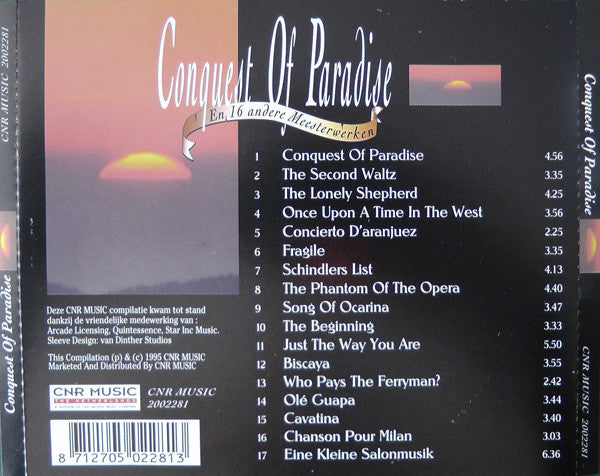 CNR MUSIC 2002281
Conquest Of Paradise
Conquest Of Paradise
En 16 andere Meesterwerken
1 Conquest Of Paradise 4.56
2 The Second Waltz 3.35
3 The Lonely Shepherd 4.25
4 Once Upon A Time In The West 3.56
5 Concierto D'aranjuez 2.25
6 Fragile 3.35
7 Schindlers List 4.13
8 The Phantom Of The Opera 4.40
9 Song Of Ocarina 3.47
10 The Beginning 3.33
11 Just The Way You Are 5.50
12 Biscaya 3.55
13 Who Pays The Ferryman? 2.42
14 Olé Guapa 3.44
15 Cavatina 3.40
16 Chanson Pour Milan 3.03
17 Eine Kleine Salonmusik 6.36
Deze CNR MUSIC compilatie kwam tot stand
dankzij de vriendelijke medewerking van :
Arcade Licensing, Quintessence, Star Inc Music.
Sleeve Design: van Dinther Studios
This Compilation (p) & (c) 1995 CNR MUSIC
Marketed And Distributed By CNR MUSIC
CNR MUSIC
THE NETHERLANDS
CNR MUSIC
2002281
8 712705 022813
Conquest Of Paradise
CNR MUSIC 2002281